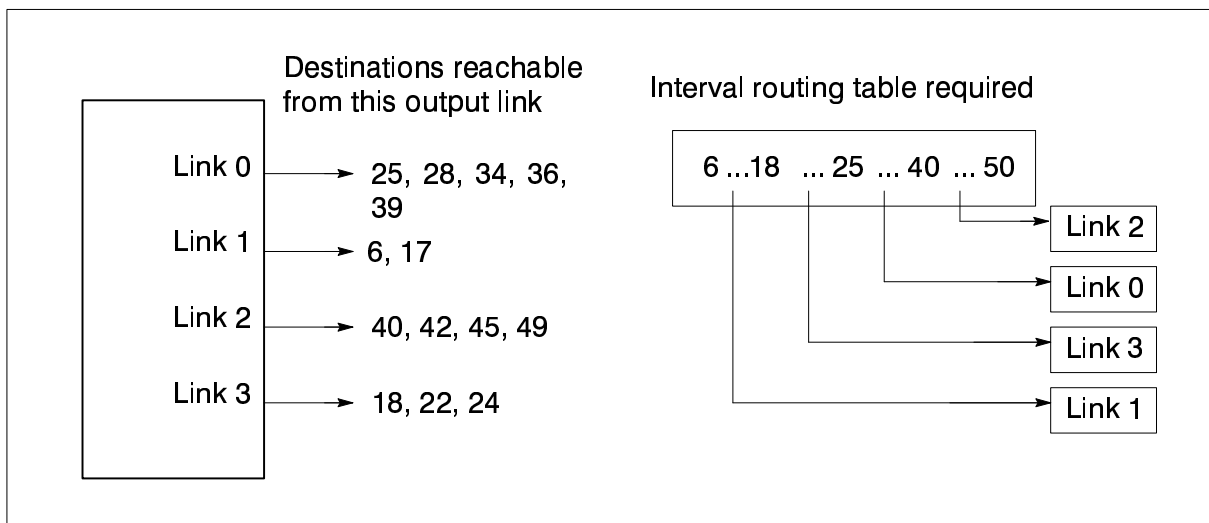 Destinations reachable
from this output link
Link 0
25, 28, 34, 36,
39
Link 1
6, 17
Link 2
40, 42, 45, 49
Link 3
18, 22, 24
Interval routing table required
6 ...18 ... 25 ... 40 ... 50
Link 2
Link 0
Link 3
Link 1